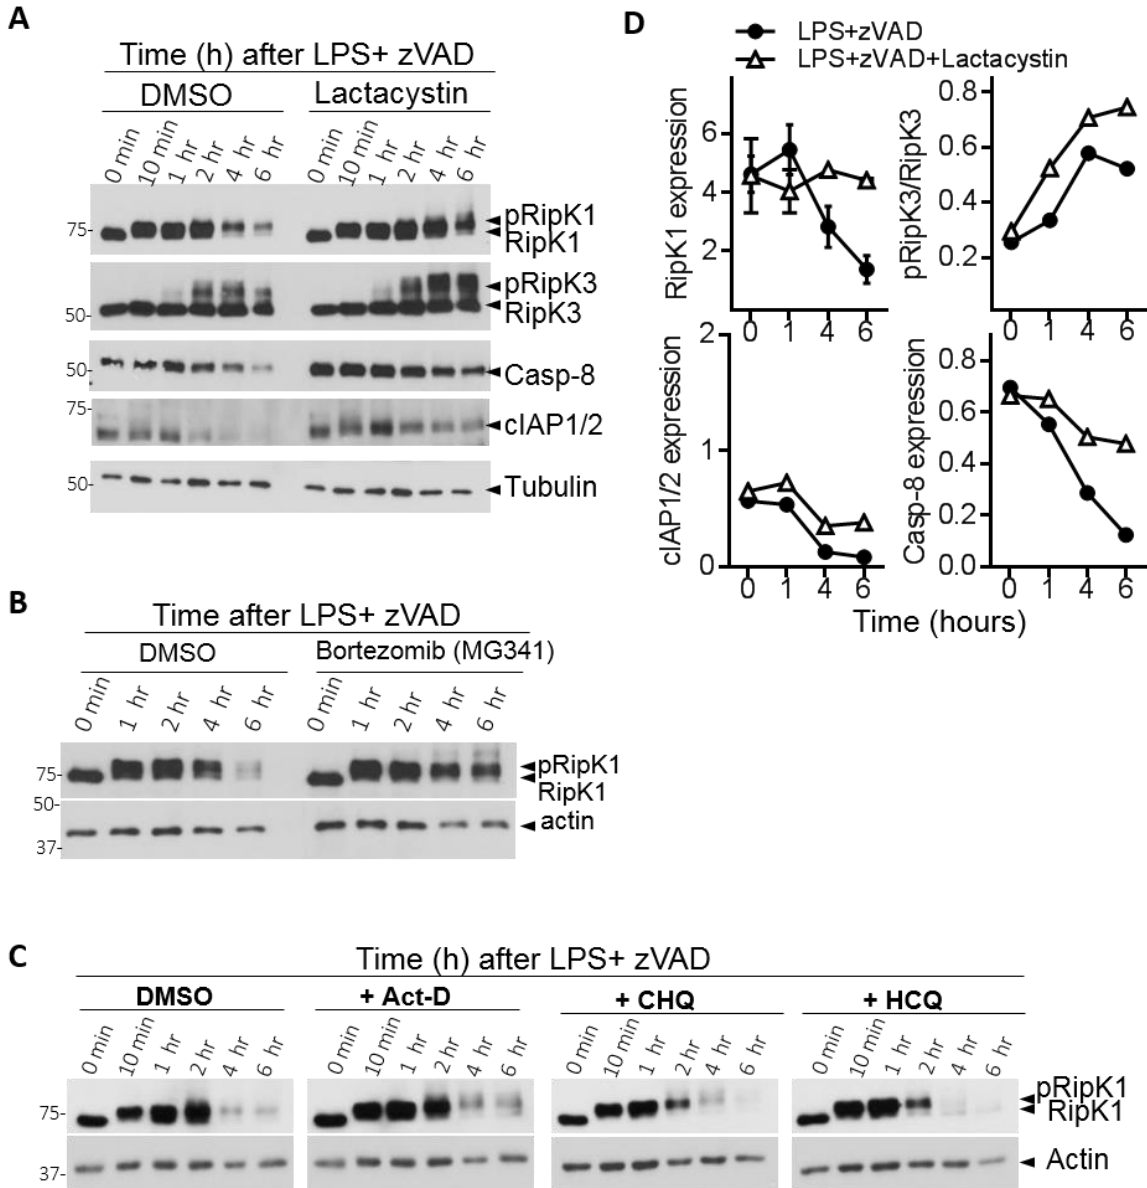 A
Time (h) after LPS+ zVAD
DMSO
Lactacystin
0 min
10 min
1 hr
2 hr
4 hr
6 hr
0 min
10 min
1 hr
2 hr
4 hr
6 hr
75-
pRipK1
RipK1
pRipK3
50-
RipK3
50-
Casp-8
75-
cIAP1/2
50-
Tubulin
B
Time after LPS+ zVAD
DMSO
Bortezomib (MG341)
0 min
1 hr
2 hr
4 hr
6 hr
0 min
1 hr
2 hr
4 hr
6 hr
75-
pRipK1
RipK1
50-
actin
37-
C
Time (h) after LPS+ zVAD
DMSO
+ Act-D
+ CHQ
+ HCQ
0 min
10 min
1 hr
2 hr
4 hr
6 hr
0 min
10 min
1 hr
2 hr
4 hr
6 hr
0 min
10 min
1 hr
2 hr
4 hr
6 hr
0 min
10 min
1 hr
2 hr
4 hr
6 hr
75-
pRipK1
RipK1
37-
Actin
D
LPS+zVAD
LPS+zVAD+Lactacystin
RipK1 expression
6
4
2
0 1 4 6
pRipK3/RipK3
0.8
0.6
0.4
0.2
0 1 4 6
cIAP1/2 expression
2
1
0
0 1 4 6
Casp-8 expression
0.8
0.6
0.4
0.2
0.0
0 1 4 6
Time (hours)